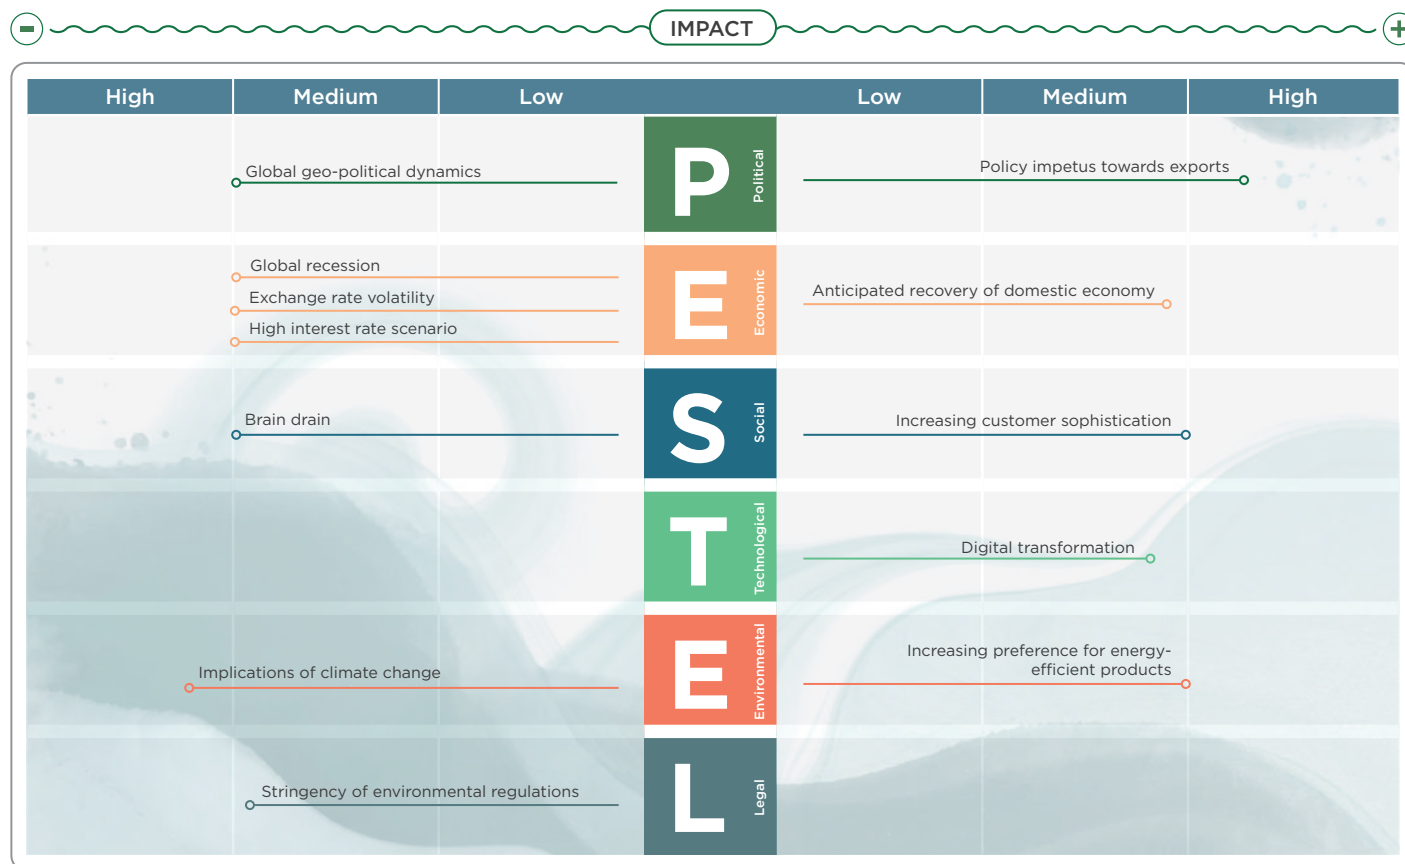 IMPACT
High Medium Low Low Medium High
P Political
Global geo-political dynamics
Policy impetus towards exports
E Economic
Global recession
Exchange rate volatility
High interest rate scenario
Anticipated recovery of domestic economy
S Social
Brain drain
Increasing customer sophistication
T Technological
Digital transformation
E Environmental
Implications of climate change
Increasing preference for energy-
efficient products
L Legal
Stringency of environmental regulations